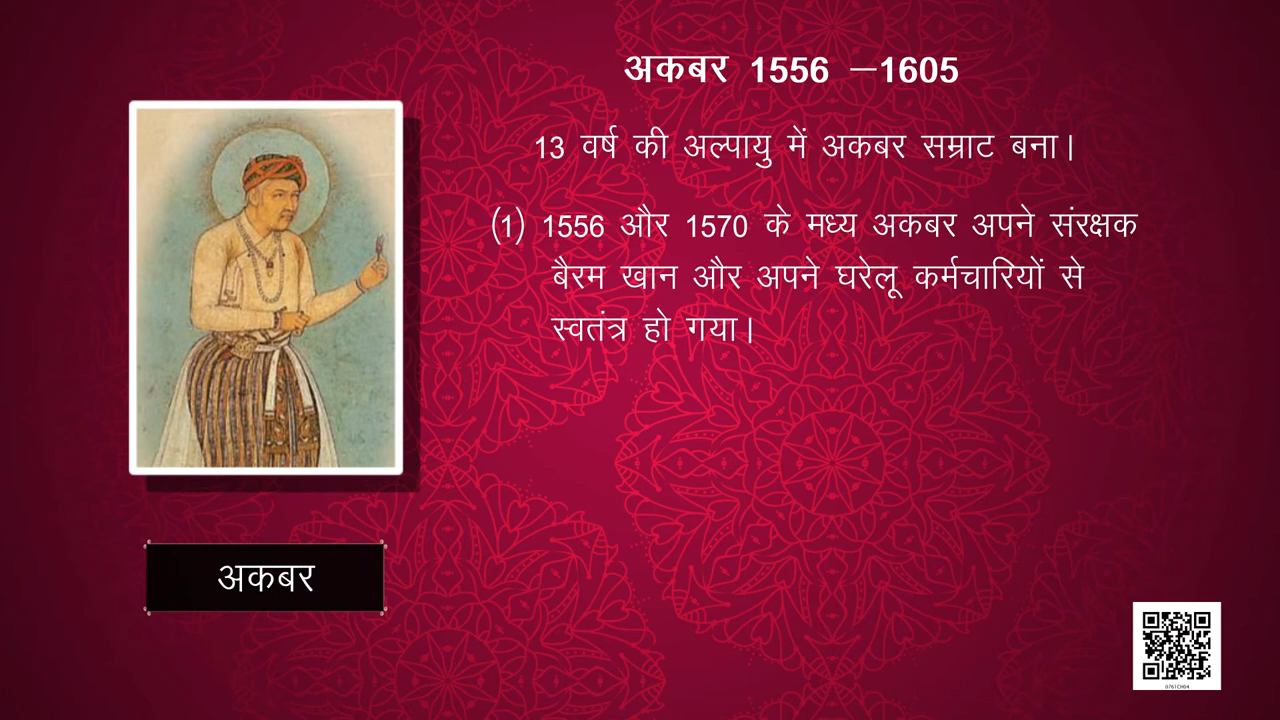 अकबर 1556 –1605
13 वर्ष की अल्पायु में अकबर सम्राट बना।
(1) 1556 और 1570 के मध्य अकबर अपने संरक्षक
बैरम खान और अपने घरेलू कर्मचारियों से
स्वतंत्र हो गया।
अकबर
0761CH04